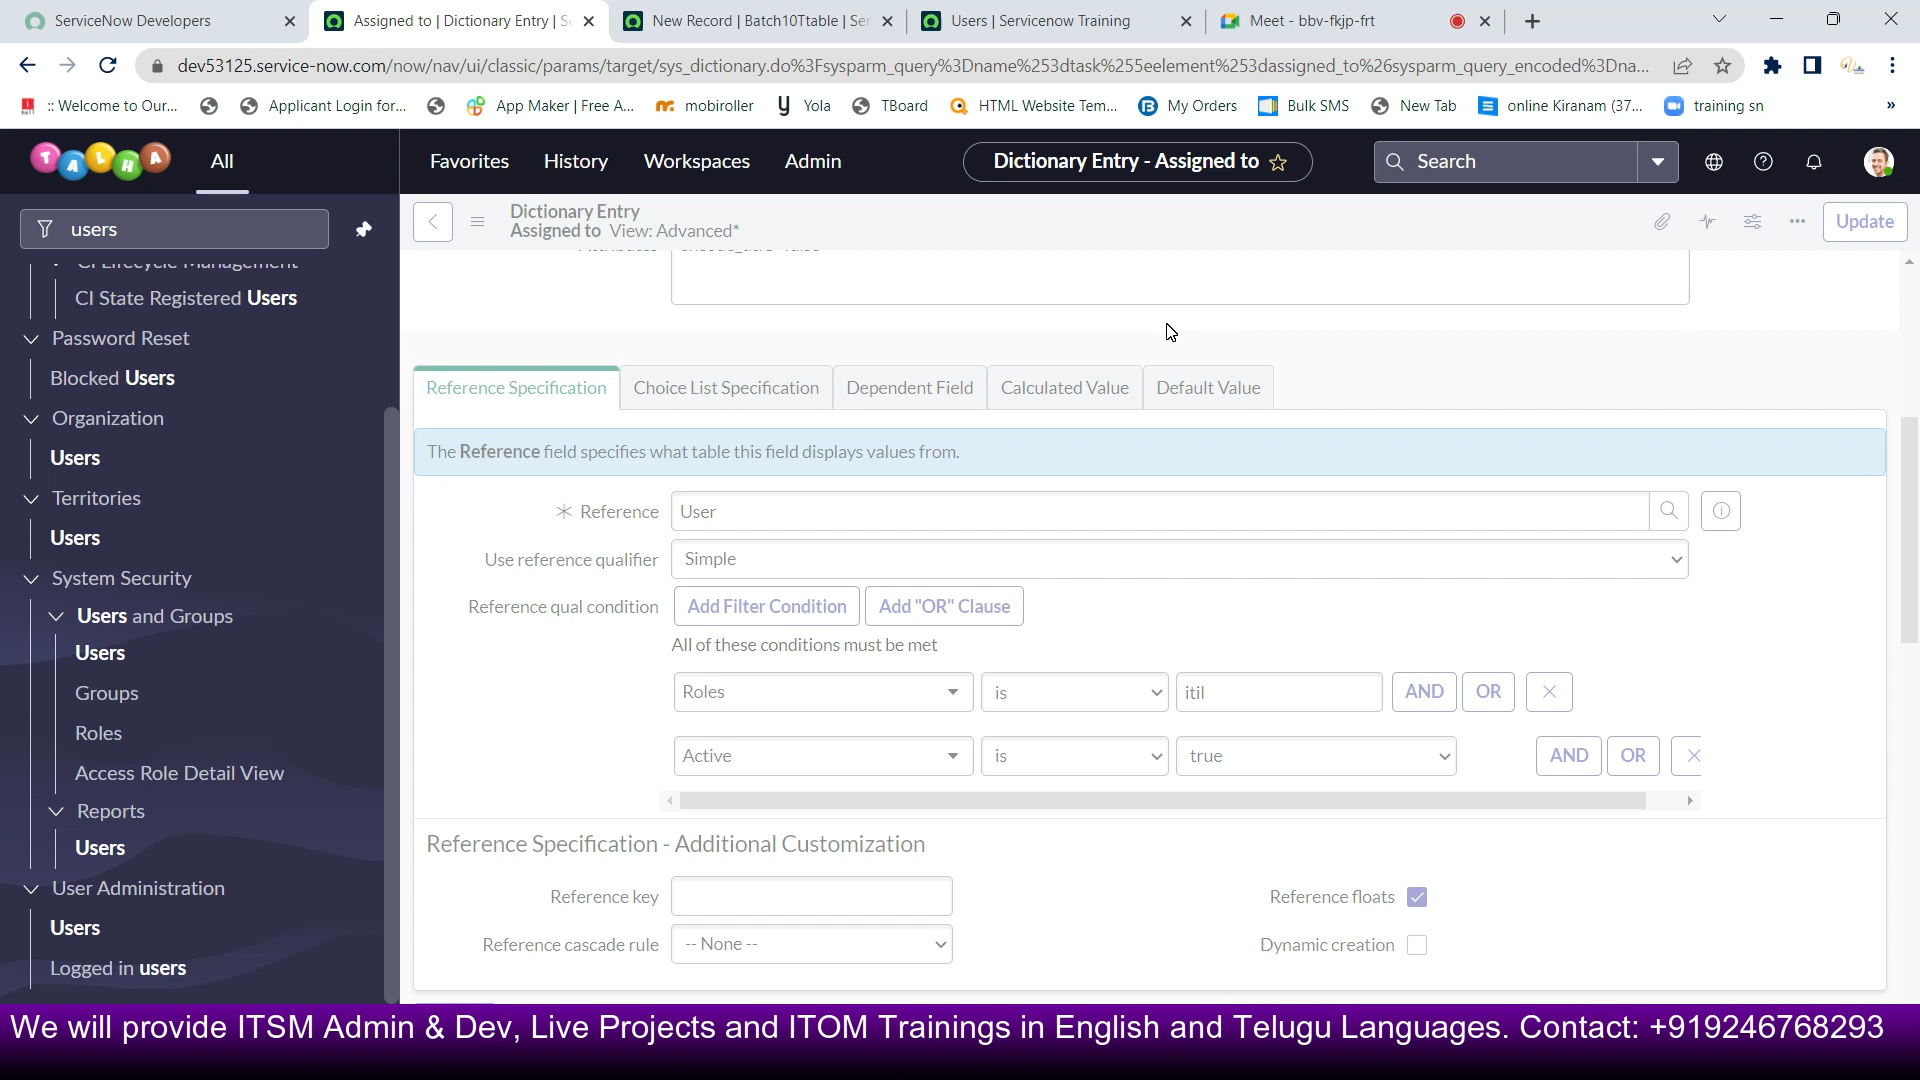 ServiceNow Developers
Assigned to | Dictionary Entry | S
New Record | Batch10Ttable | Ser
Users | Servicenow Training
Meet - bbv-fkjp-frt
dev53125.service-now.com/now/nav/ui/classic/params/target/sys_dictionary.do%3Fsysparm_query%3Dname%253dtask%255eelement%253dassigned_to%26sysparm_query_encoded%3Dna...
:: Welcome to Our...
Applicant Login for...
App Maker | Free A...
mobiroller
Yola
TBoard
HTML Website Tem...
My Orders
Bulk SMS
New Tab
online Kiranam (37...
training sn
»
TALHA
All
Favorites
History
Workspaces
Admin
Dictionary Entry - Assigned to
Search
users
CI State Registered Users
Password Reset
Blocked Users
Organization
Users
Territories
Users
System Security
Users and Groups
Users
Groups
Roles
Access Role Detail View
Reports
Users
User Administration
Users
Logged in users
Dictionary Entry
Assigned to View: Advanced*
Update
Reference Specification
Choice List Specification
Dependent Field
Calculated Value
Default Value
The Reference field specifies what table this field displays values from.
Reference
User
Use reference qualifier
Simple
Reference qual condition
Add Filter Condition
Add "OR" Clause
All of these conditions must be met
Roles
is
itil
AND
OR
Active
is
true
AND
OR
Reference Specification - Additional Customization
Reference key
Reference floats
Reference cascade rule
-- None --
Dynamic creation
We will provide ITSM Admin & Dev, Live Projects and ITOM Trainings in English and Telugu Languages. Contact: +919246768293